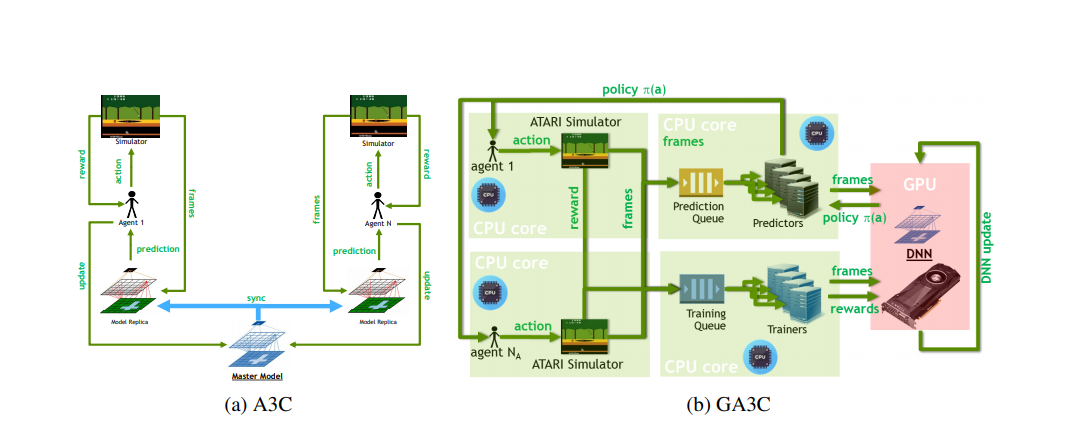 Simulator
reward
action
frames
Agent 1
prediction
update
Model Replica
Simulator
reward
action
frames
Agent N
prediction
update
Model Replica
sync
Master Model
(a) A3C
policy π(a)
ATARI Simulator
action
agent 1
CPU
CPU core
reward
frames
CPU core
CPU
action
agent NA
ATARI Simulator
CPU core
frames
CPU
Prediction
Queue
Predictors
frames
policy π(a)
Training
Queue
Trainers
CPU core
CPU
frames
rewards
GPU
DNN
DNN update
(b) GA3C